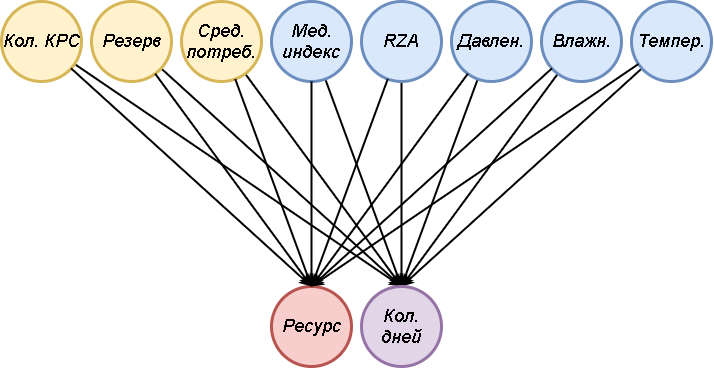 Кол. КРС
Резерв
Сред.
потреб.
Мед.
индекс
RZA
Давлен.
Влажн.
Темпер.
Ресурс
Кол.
дней